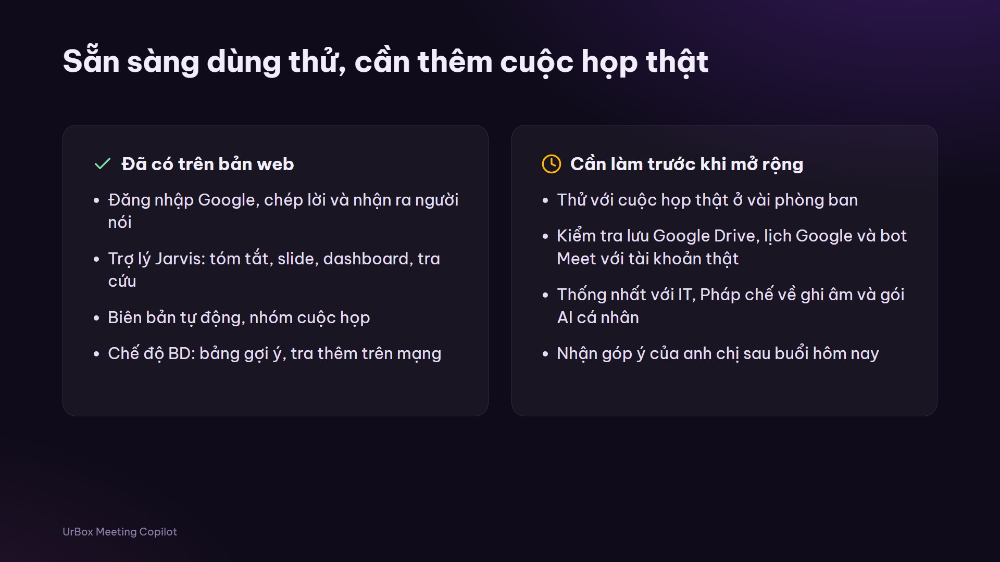 Sẵn sàng dùng thử, cần thêm cuộc họp thật
Đã có trên bản web
• Đăng nhập Google, chép lời và nhận ra người
nói
• Trợ lý Jarvis: tóm tắt, slide, dashboard, tra
cứu
• Biên bản tự động, nhóm cuộc họp
• Chế độ BD: bảng gợi ý, tra thêm trên mạng
Cần làm trước khi mở rộng
• Thử với cuộc họp thật ở vài phòng ban
• Kiểm tra lưu Google Drive, lịch Google và bot
Meet với tài khoản thật
• Thống nhất với IT, Pháp chế về ghi âm và gói
AI cá nhân
• Nhận góp ý của anh chị sau buổi hôm nay
UrBox Meeting Copilot